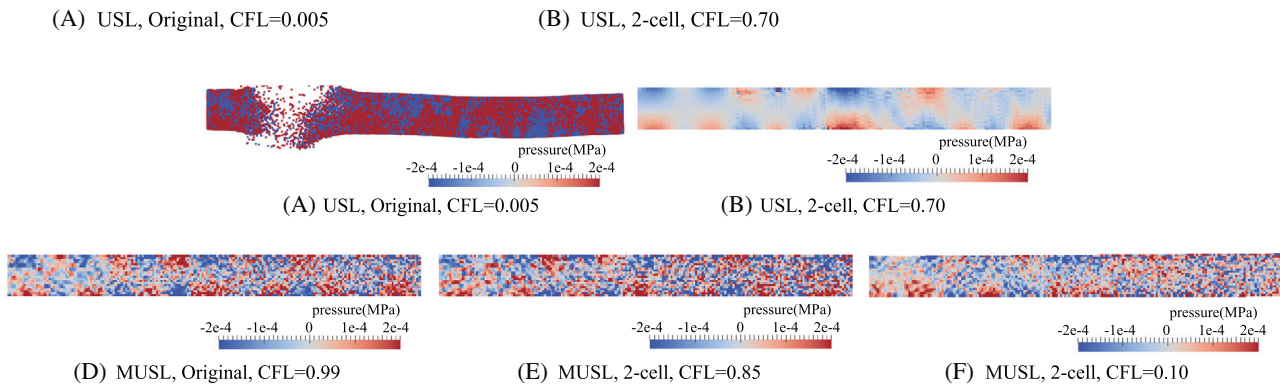 (A) USL, Original, CFL=0.005
(B) USL, 2-cell, CFL=0.70
pressure(MPa)
-2e-4 -1e-4 0 1e-4 2e-4
(A) USL, Original, CFL=0.005
pressure(MPa)
-2e-4 -1e-4 0 1e-4 2e-4
(B) USL, 2-cell, CFL=0.70
pressure(MPa)
-2e-4 -1e-4 0 1e-4 2e-4
(D) MUSL, Original, CFL=0.99
pressure(MPa)
-2e-4 -1e-4 0 1e-4 2e-4
(E) MUSL, 2-cell, CFL=0.85
pressure(MPa)
-2e-4 -1e-4 0 1e-4 2e-4
(F) MUSL, 2-cell, CFL=0.10